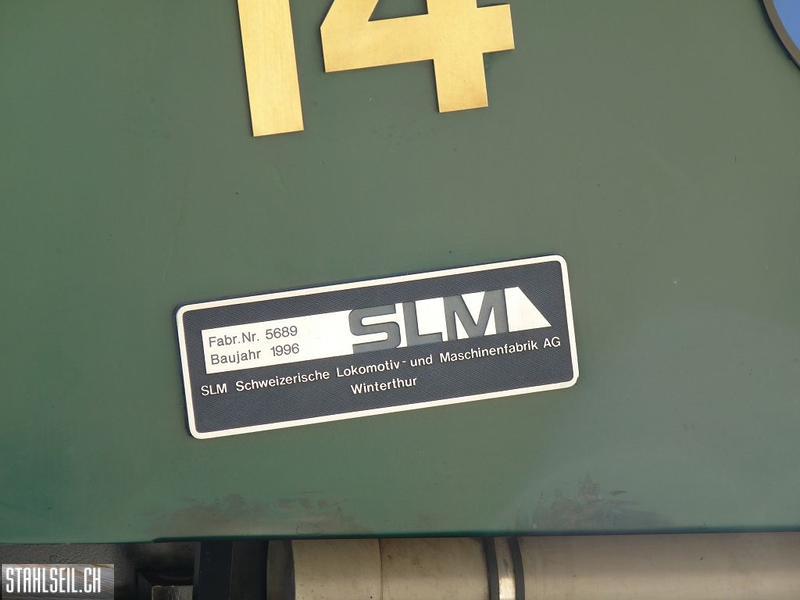 14
SLM
Fabr.Nr. 5689
Baujahr 1996
SLM Schweizerische Lokomotiv-und Maschinenfabrik AG
Winterthur
STAHLSEIL.CH